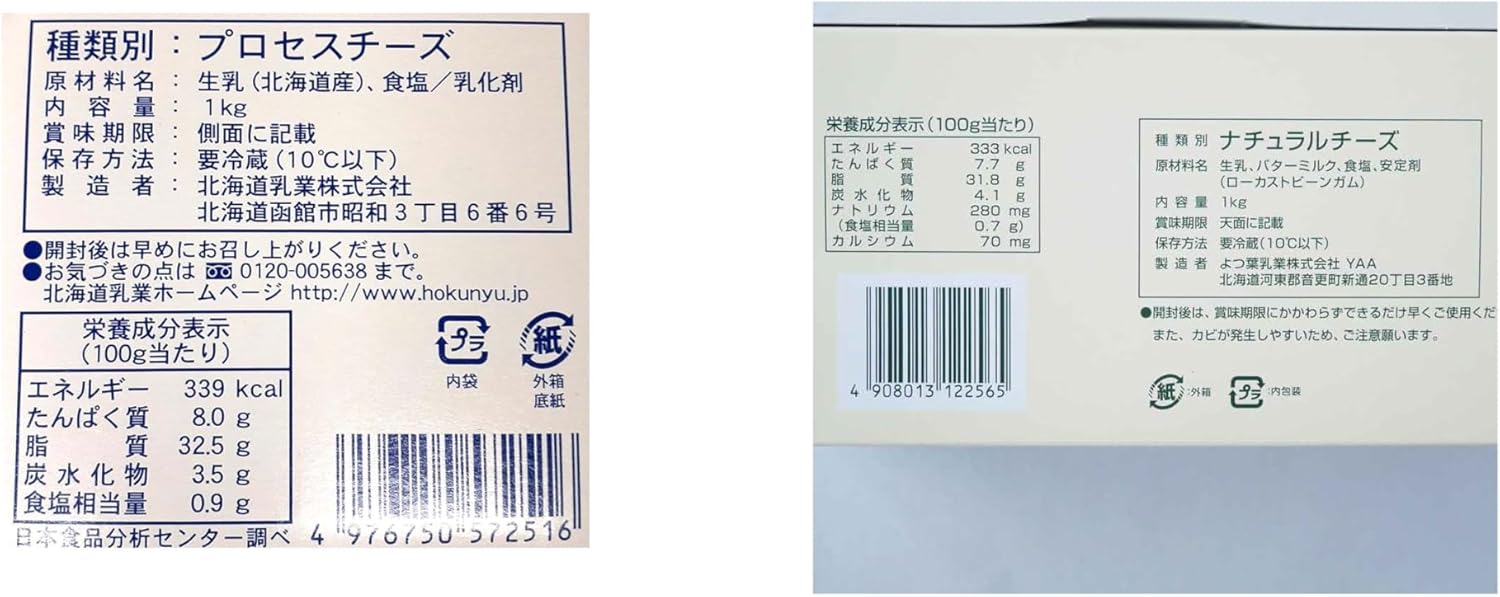 種類別：プロセスチーズ
原材料名：生乳(北海道産)、食塩／乳化剤
内容量：1kg
賞味期限：側面に記載
保存方法：要冷蔵(10℃以下)
製造者：北海道乳業株式会社
北海道函館市昭和3丁目6番6号
●開封後は早めにお召し上がりください。
●お気づきの点は 0120-005638 まで。
北海道乳業ホームページ http://www.hokunyu.jp
栄養成分表示
(100g当たり)
エネルギー 339 kcal
たんぱく質 8.0 g
脂質 32.5 g
炭水化物 3.5 g
食塩相当量 0.9 g
日本食品分析センター調べ
プラ
内袋
紙
外箱
底紙
4 976750 572516
栄養成分表示(100g当たり)
エネルギー 333 kcal
たんぱく質 7.7 g
脂質 31.8 g
炭水化物 4.1 g
ナトリウム 280 mg
(食塩相当量 0.7 g)
カルシウム 70 mg
4 908013 122565
種類別 ナチュラルチーズ
原材料名 生乳、バターミルク、食塩、安定剤
(ローカストビーンガム)
内容量 1kg
賞味期限 天面に記載
保存方法 要冷蔵(10℃以下)
製造者 よつ葉乳業株式会社 YAA
北海道河東郡音更町新通20丁目3番地
●開封後は、賞味期限にかかわらずできるだけ早くご使用くだ
また、カビが発生しやすいため、ご注意願います。
紙:外箱 プラ:内包装